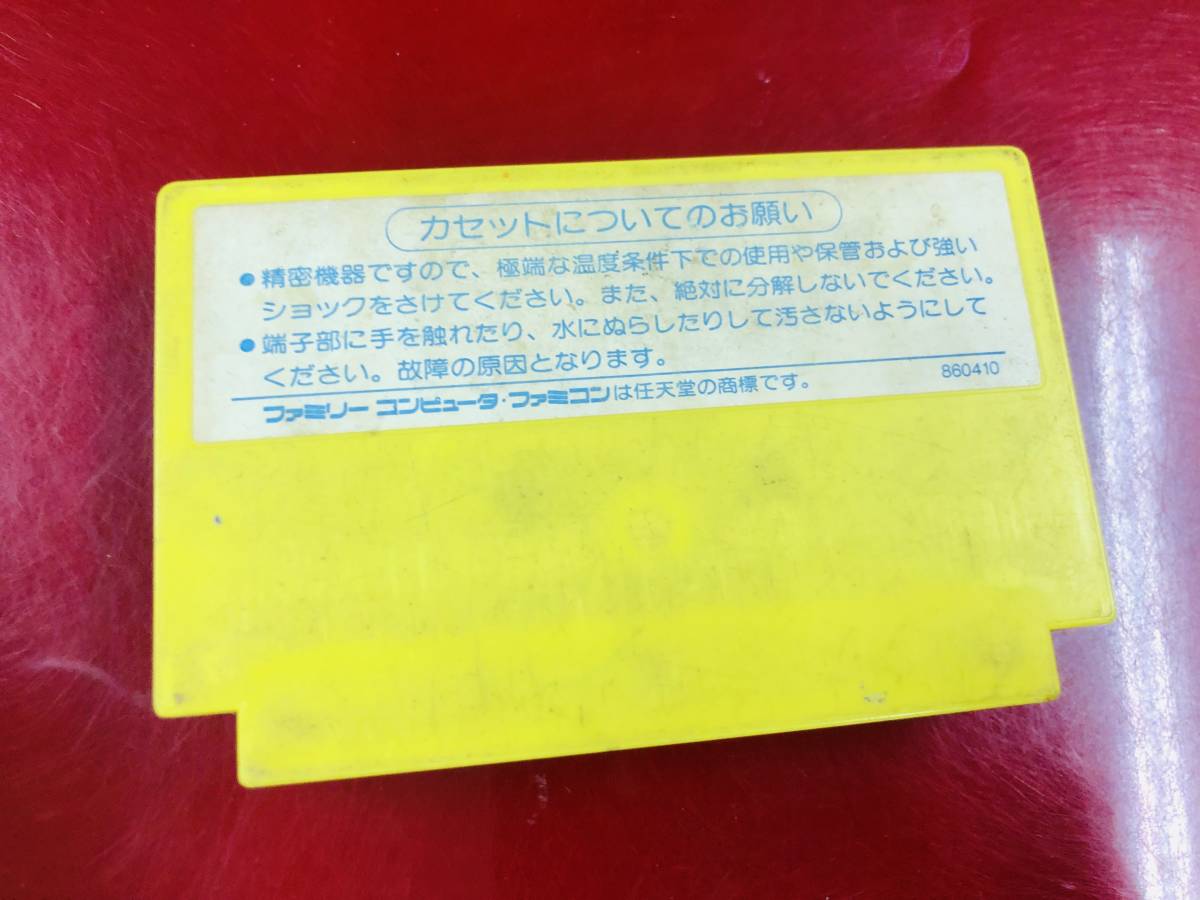 カセットについてのお願い
●精密機器ですので、極端な温度条件下での使用や保管および強い
ショックをさけてください。また、絶対に分解しないでください。
●端子部に手を触れたり、水にぬらしたりして汚さないようにして
ください。故障の原因となります。
860410
ファミリーコンピュータ・ファミコンは任天堂の商標です。